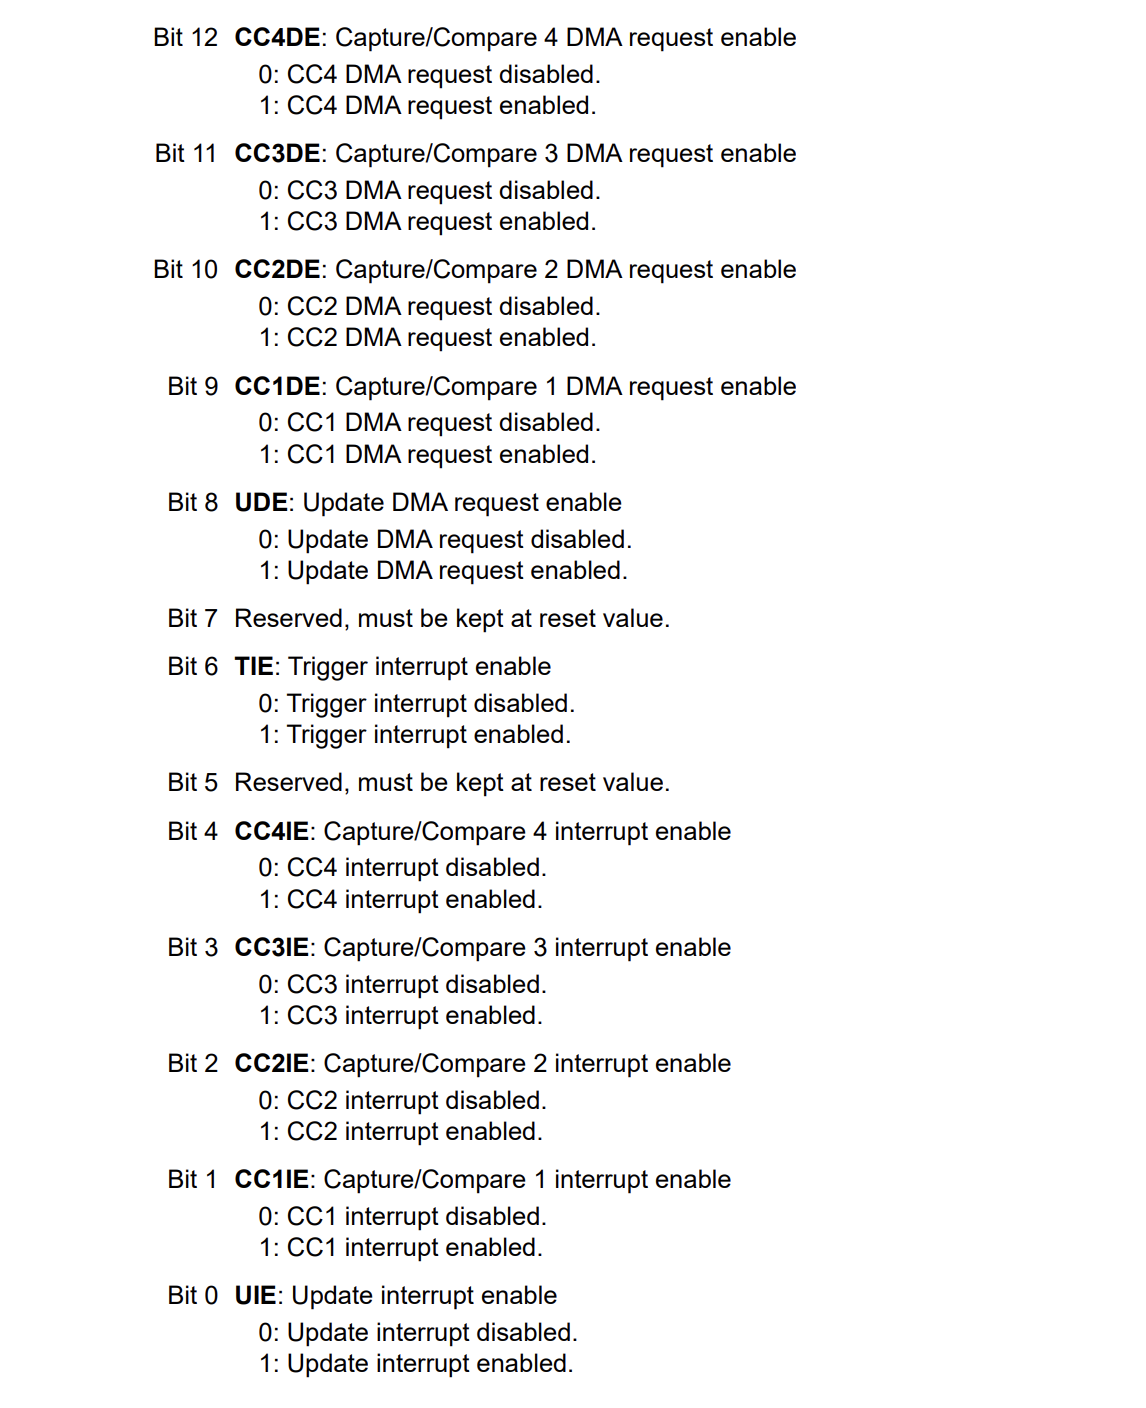 Bit 12 CC4DE: Capture/Compare 4 DMA request enable
0: CC4 DMA request disabled.
1: CC4 DMA request enabled.
Bit 11 CC3DE: Capture/Compare 3 DMA request enable
0: CC3 DMA request disabled.
1: CC3 DMA request enabled.
Bit 10 CC2DE: Capture/Compare 2 DMA request enable
0: CC2 DMA request disabled.
1: CC2 DMA request enabled.
Bit 9 CC1DE: Capture/Compare 1 DMA request enable
0: CC1 DMA request disabled.
1: CC1 DMA request enabled.
Bit 8 UDE: Update DMA request enable
0: Update DMA request disabled.
1: Update DMA request enabled.
Bit 7 Reserved, must be kept at reset value.
Bit 6 TIE: Trigger interrupt enable
0: Trigger interrupt disabled.
1: Trigger interrupt enabled.
Bit 5 Reserved, must be kept at reset value.
Bit 4 CC4IE: Capture/Compare 4 interrupt enable
0: CC4 interrupt disabled.
1: CC4 interrupt enabled.
Bit 3 CC3IE: Capture/Compare 3 interrupt enable
0: CC3 interrupt disabled.
1: CC3 interrupt enabled.
Bit 2 CC2IE: Capture/Compare 2 interrupt enable
0: CC2 interrupt disabled.
1: CC2 interrupt enabled.
Bit 1 CC1IE: Capture/Compare 1 interrupt enable
0: CC1 interrupt disabled.
1: CC1 interrupt enabled.
Bit 0 UIE: Update interrupt enable
0: Update interrupt disabled.
1: Update interrupt enabled.